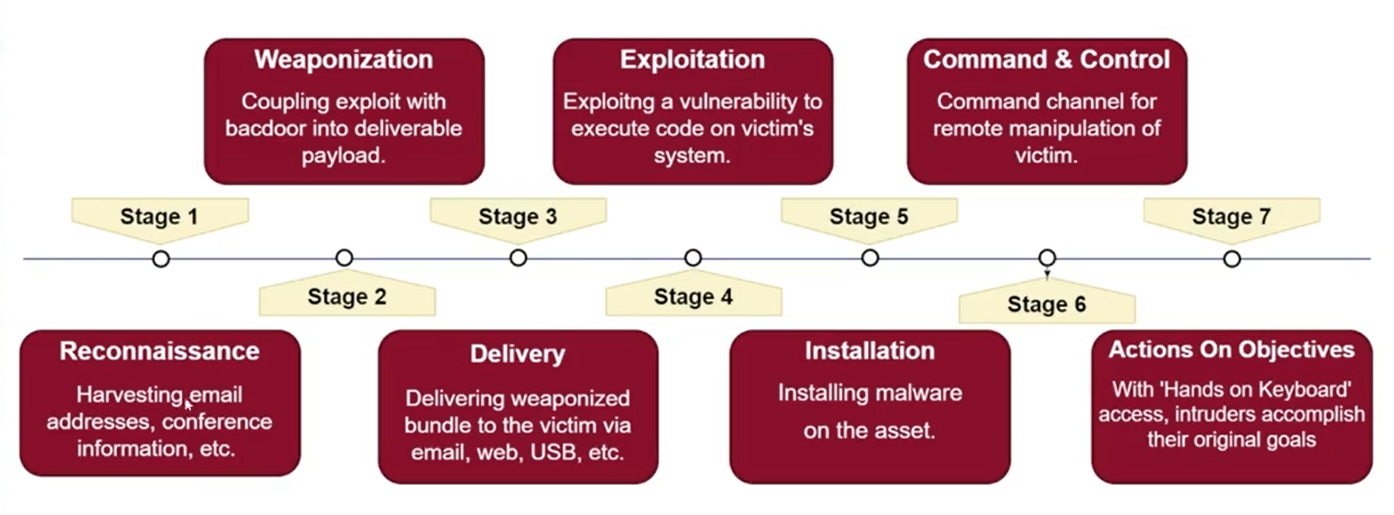 Weaponization
Coupling exploit with
bacdoor into deliverable
payload.
Exploitation
Exploitng a vulnerability to
execute code on victim's
system.
Command & Control
Command channel for
remote manipulation of
victim.
Stage 1
Stage 3
Stage 5
Stage 7
Stage 2
Stage 4
Stage 6
Reconnaissance
Harvesting email
addresses, conference
information, etc.
Delivery
Delivering weaponized
bundle to the victim via
email, web, USB, etc.
Installation
Installing malware
on the asset.
Actions On Objectives
With 'Hands on Keyboard'
access, intruders accomplish
their original goals